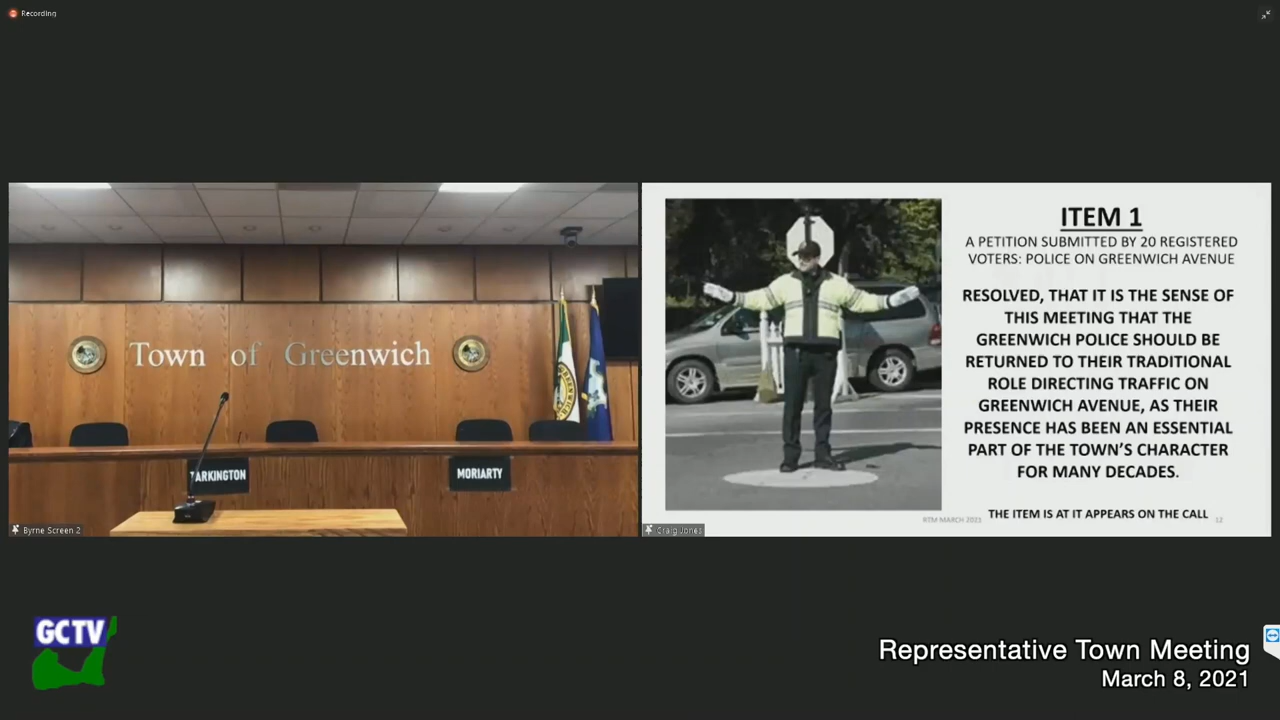 Recording
Town of Greenwich
TARKINGTON
MORIARTY
Byrne Screen 2
ITEM 1
A PETITION SUBMITTED BY 20 REGISTERED
VOTERS: POLICE ON GREENWICH AVENUE
RESOLVED, THAT IT IS THE SENSE OF
THIS MEETING THAT THE
GREENWICH POLICE SHOULD BE
RETURNED TO THEIR TRADITIONAL
ROLE DIRECTING TRAFFIC ON
GREENWICH AVENUE, AS THEIR
PRESENCE HAS BEEN AN ESSENTIAL
PART OF THE TOWN'S CHARACTER
FOR MANY DECADES.
THE ITEM IS AT IT APPEARS ON THE CALL
RTM MARCH 2021
12
Craig Jones
GCTV
Representative Town Meeting
March 8, 2021